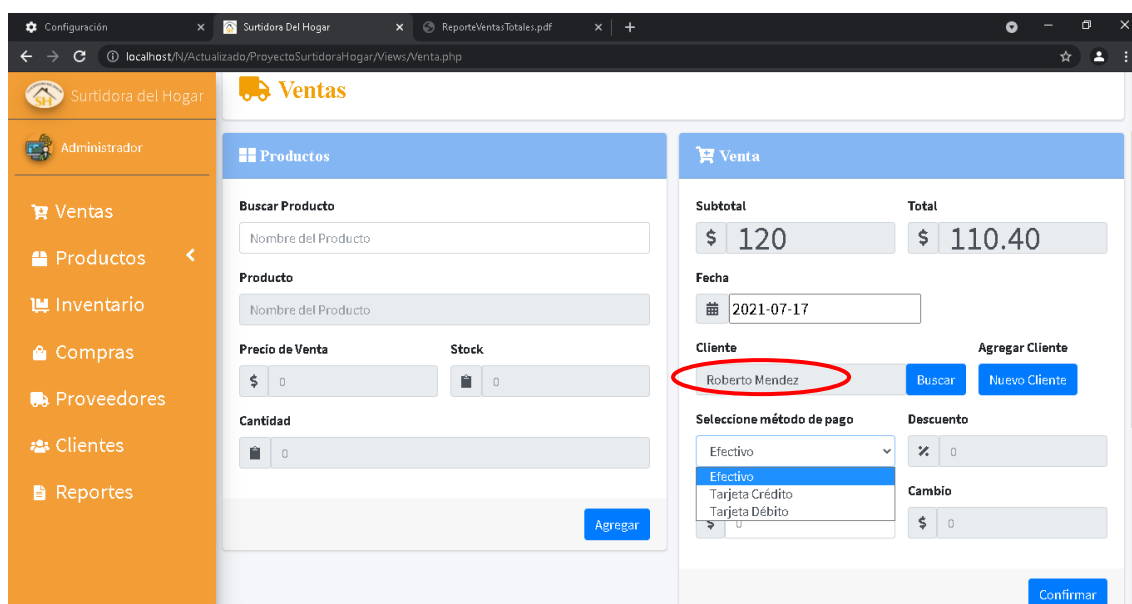 Configuración
Surtidora Del Hogar
ReporteVentasTotales.pdf
localhost/N/Actualizado/ProyectoSurtidoraHogar/Views/Venta.php
SH
Surtidora del Hogar
Administrador
Ventas
Productos
Inventario
Compras
Proveedores
Clientes
Reportes
Ventas
Productos
Buscar Producto
Nombre del Producto
Producto
Nombre del Producto
Precio de Venta
Stock
$ 0
0
Cantidad
0
Agregar
Venta
Subtotal
Total
$ 120
$ 110.40
Fecha
2021-07-17
Cliente
Agregar Cliente
Roberto Mendez
Buscar
Nuevo Cliente
Seleccione método de pago
Descuento
Efectivo
% 0
Efectivo
Tarjeta Crédito
Tarjeta Débito
Cambio
$ 0
$ 0
Confirmar